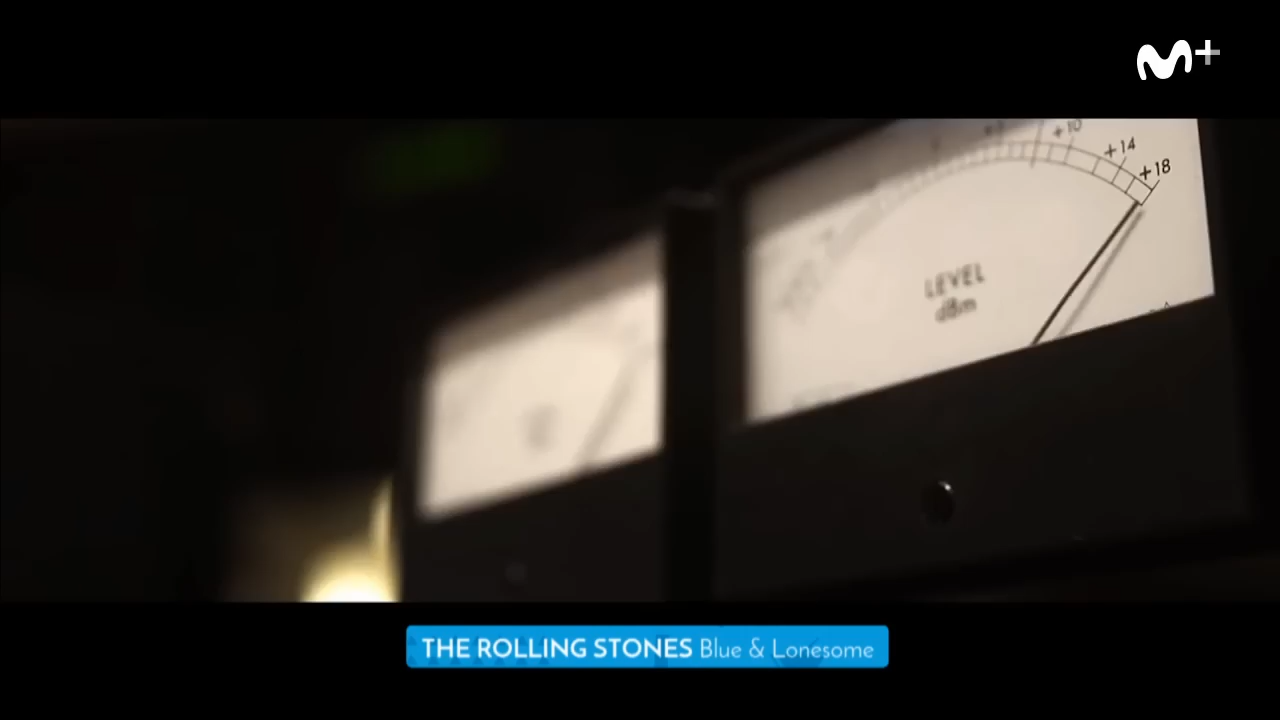 M+
+10
+14
+18
LEVEL
dBm
THE ROLLING STONES Blue & Lonesome